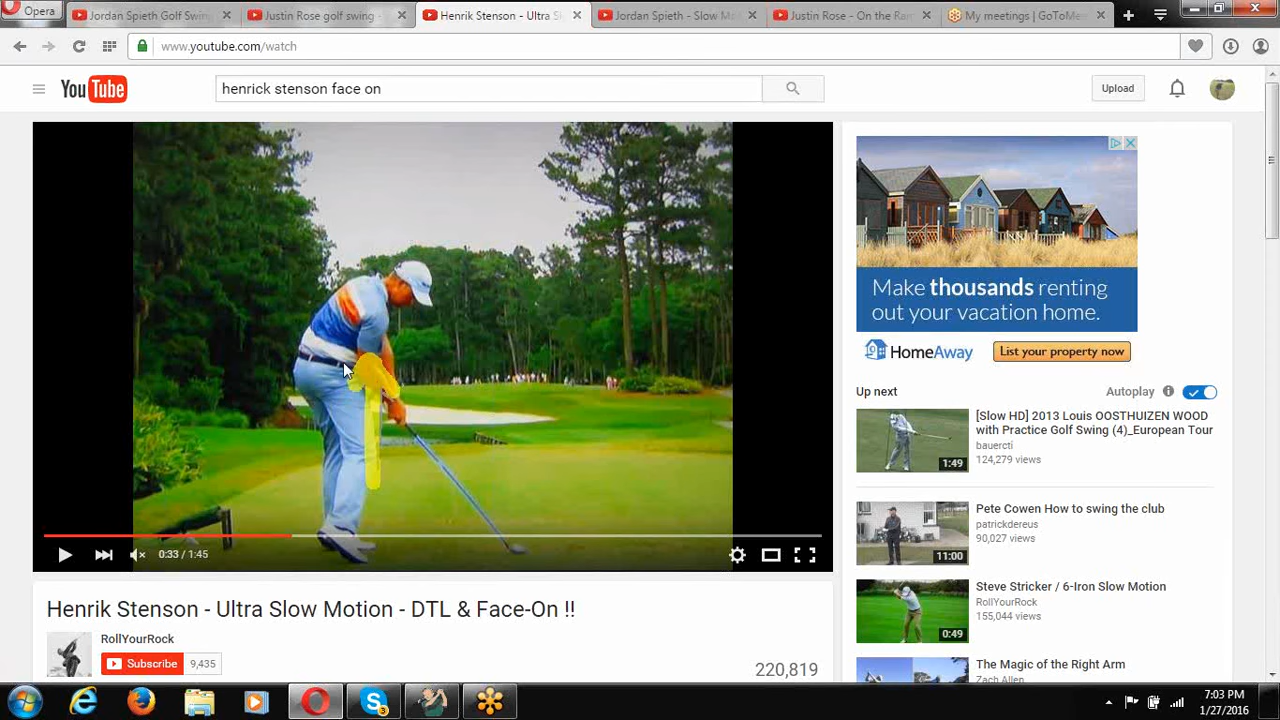 Opera
Jordan Spieth Golf Swing
Justin Rose golf swing -
Henrik Stenson - Ultra Sl
Jordan Spieth - Slow M
Justin Rose - On the Ran
My meetings | GoToMee
www.youtube.com/watch
YouTube
henrick stenson face on
Upload
Make thousands renting
out your vacation home.
HomeAway
List your property now
Up next
Autoplay
[Slow HD] 2013 Louis OOSTHUIZEN WOOD
with Practice Golf Swing (4)_European Tour
bauercti
124,279 views
1:49
Pete Cowen How to swing the club
patrickdereus
90,027 views
11:00
0:33 / 1:45
Steve Stricker / 6-Iron Slow Motion
RollYourRock
155,044 views
0:49
Henrik Stenson - Ultra Slow Motion - DTL & Face-On !!
RollYourRock
Subscribe
9,435
220,819
The Magic of the Right Arm
Zach Allen
3
7:03 PM
1/27/2016